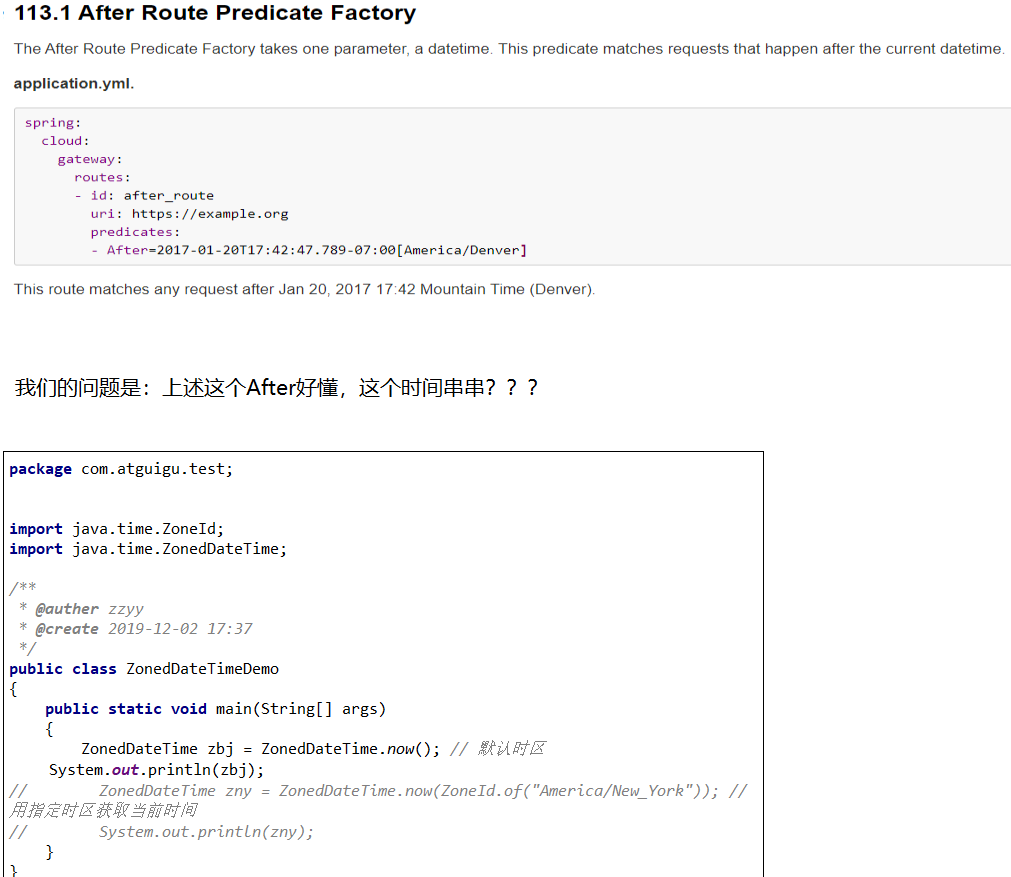 113.1 After Route Predicate Factory
The After Route Predicate Factory takes one parameter, a datetime. This predicate matches requests that happen after the current datetime.
application.yml.
spring:
  cloud:
    gateway:
      routes:
      - id: after_route
        uri: https://example.org
        predicates:
        - After=2017-01-20T17:42:47.789-07:00[America/Denver]
This route matches any request after Jan 20, 2017 17:42 Mountain Time (Denver).
我们的问题是：上述这个After好懂，这个时间串串？？？
package com.atguigu.test;
import java.time.ZoneId;
import java.time.ZonedDateTime;
/**
 * @auther zzyy
 * @create 2019-12-02 17:37
 */
public class ZonedDateTimeDemo
{
    public static void main(String[] args)
    {
        ZonedDateTime zbj = ZonedDateTime.now(); // 默认时区
    System.out.println(zbj);
//        ZonedDateTime zny = ZonedDateTime.now(ZoneId.of("America/New_York")); //
用指定时区获取当前时间
//        System.out.println(zny);
    }
}